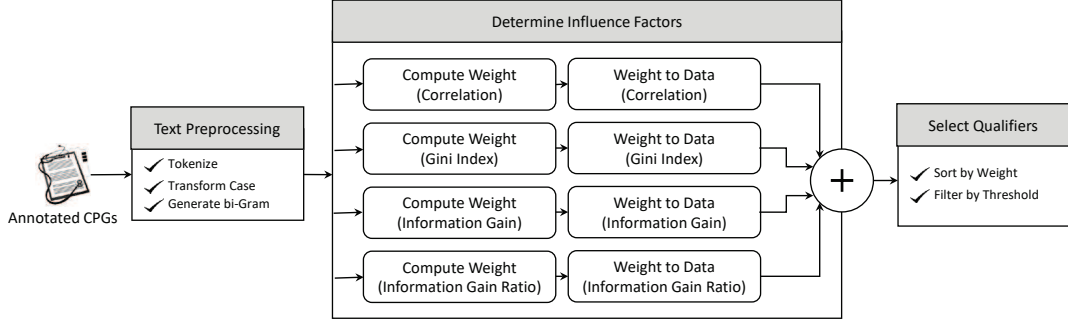 Determine Influence Factors
Compute Weight
(Correlation)
Weight to Data
(Correlation)
Text Preprocessing
Tokenize
Transform Case
Generate bi-Gram
Annotated CPGs
Compute Weight
(Gini Index)
Weight to Data
(Gini Index)
Compute Weight
(Information Gain)
Weight to Data
(Information Gain)
Compute Weight
(Information Gain Ratio)
Weight to Data
(Information Gain Ratio)
+
Select Qualifiers
Sort by Weight
Filter by Threshold